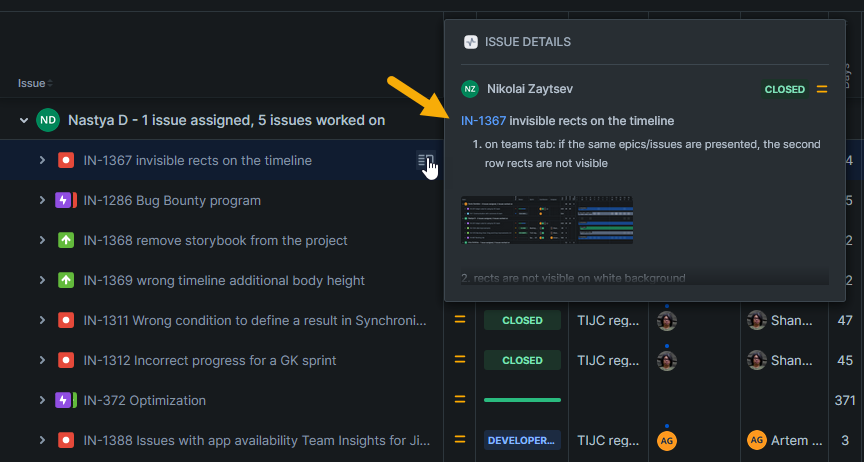 ISSUE DETAILS
Issue
NZ Nikolai Zaytsev CLOSED
ND Nastya D - 1 issue assigned, 5 issues worked on
IN-1367 invisible rects on the timeline
1. on teams tab: if the same epics/issues are presented, the second
row rects are not visible
2. rects are not visible on white background
IN-1367 invisible rects on the timeline 4
IN-1286 Bug Bounty program 5
IN-1368 remove storybook from the project 2
IN-1369 wrong timeline additional body height 2
IN-1311 Wrong condition to define a result in Synchroni... CLOSED TIJC reg... Shan... 47
IN-1312 Incorrect progress for a GK sprint CLOSED TIJC reg... Shan... 45
IN-372 Optimization 371
IN-1388 Issues with app availability Team Insights for Ji... DEVELOPER... TIJC reg... AG AG Artem ... 3